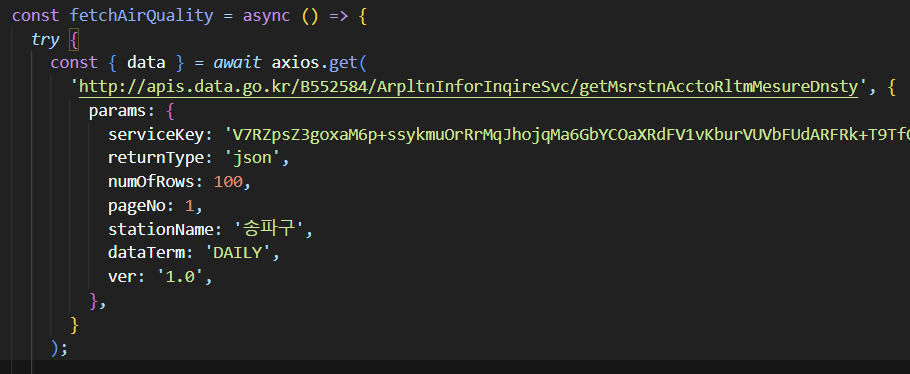 const fetchAirQuality = async () => {
try {
const { data } = await axios.get(
'http://apis.data.go.kr/B552584/ArpltnInforInqireSvc/getMsrstnAcctoRltmMesureDnsty', {
params: {
serviceKey: 'V7RZpsZ3goxaM6p+ssykmuOrRrMqJhojqMa6GbYCOaXRdFV1vKburVUVbFUdARFRk+T9Tf
returnType: 'json',
numOfRows: 100,
pageNo: 1,
stationName: '송파구',
dataTerm: 'DAILY',
ver: '1.0',
},
}
);